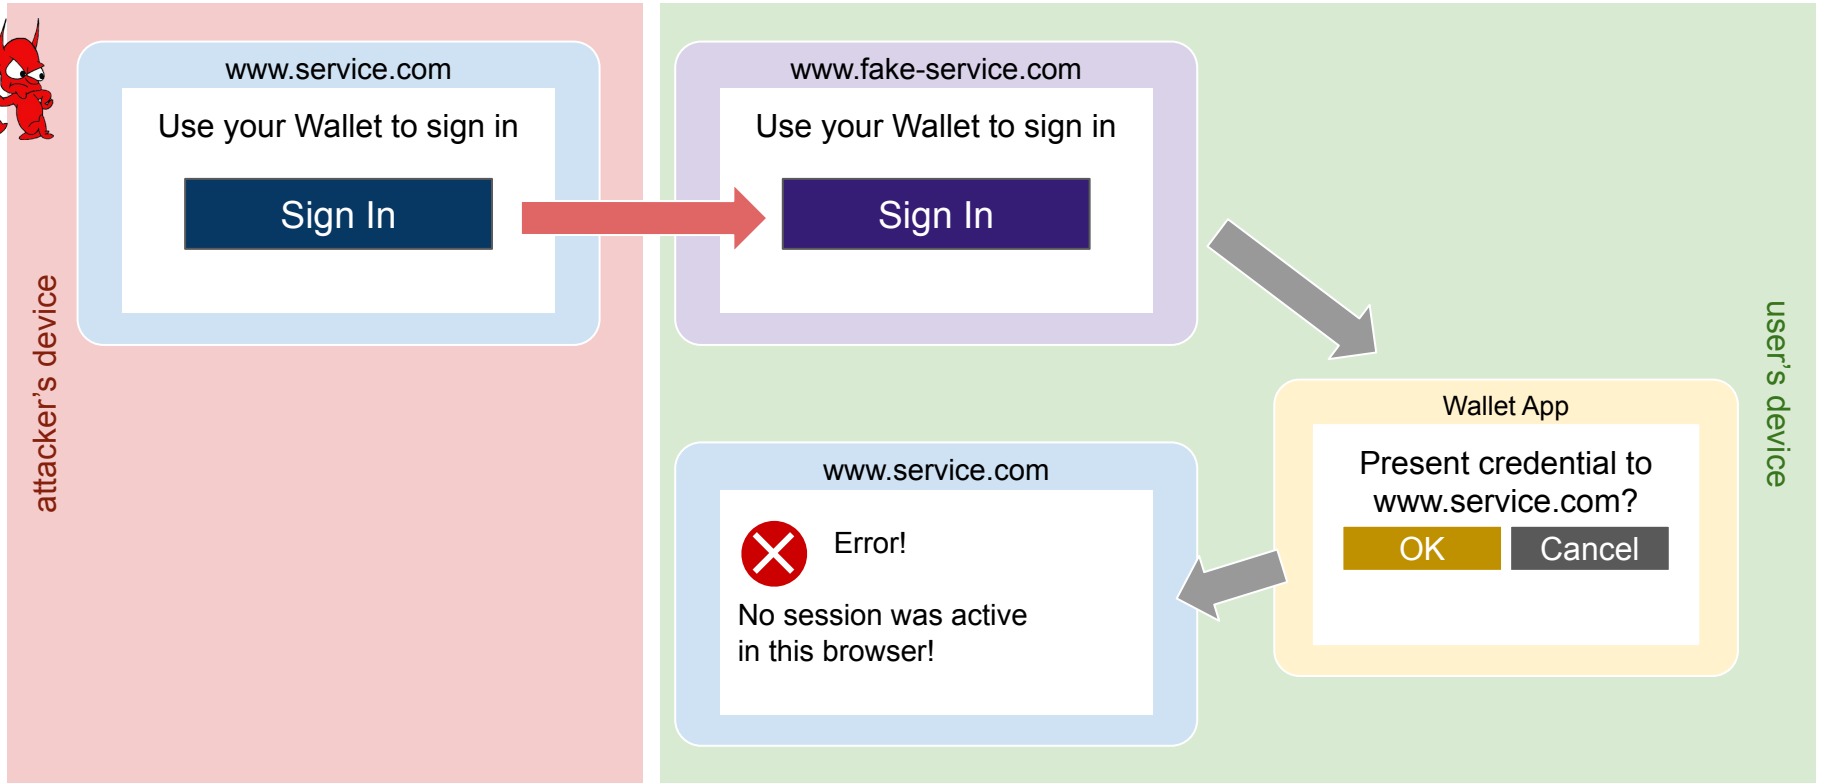 attacker's device
www.service.com
Use your Wallet to sign in
Sign In
www.fake-service.com
Use your Wallet to sign in
Sign In
user's device
Wallet App
Present credential to
www.service.com?
OK
Cancel
www.service.com
Error!
No session was active
in this browser!